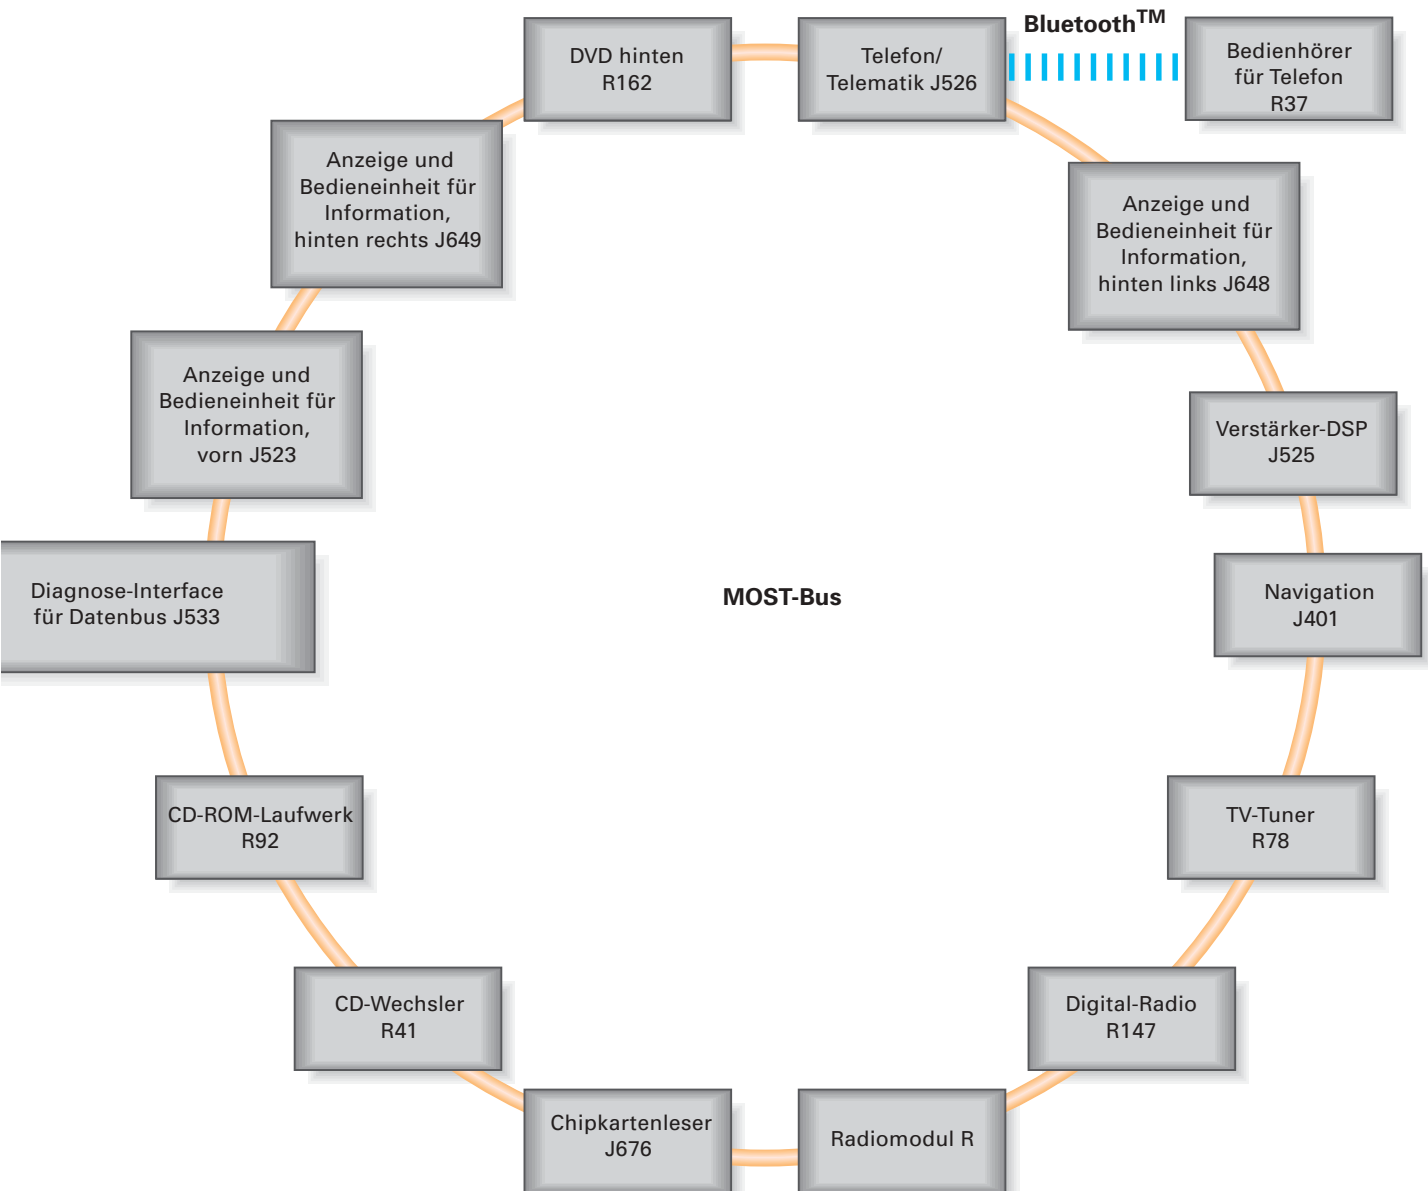 Bluetooth™
DVD hinten
R162
Telefon/
Telematik J526
Bedienhörer
für Telefon
R37
Anzeige und
Bedieneinheit für
Information,
hinten rechts J649
Anzeige und
Bedieneinheit für
Information,
hinten links J648
Anzeige und
Bedieneinheit für
Information,
vorn J523
Verstärker-DSP
J525
Diagnose-Interface
für Datenbus J533
MOST-Bus
Navigation
J401
CD-ROM-Laufwerk
R92
TV-Tuner
R78
CD-Wechsler
R41
Digital-Radio
R147
Chipkartenleser
J676
Radiomodul R